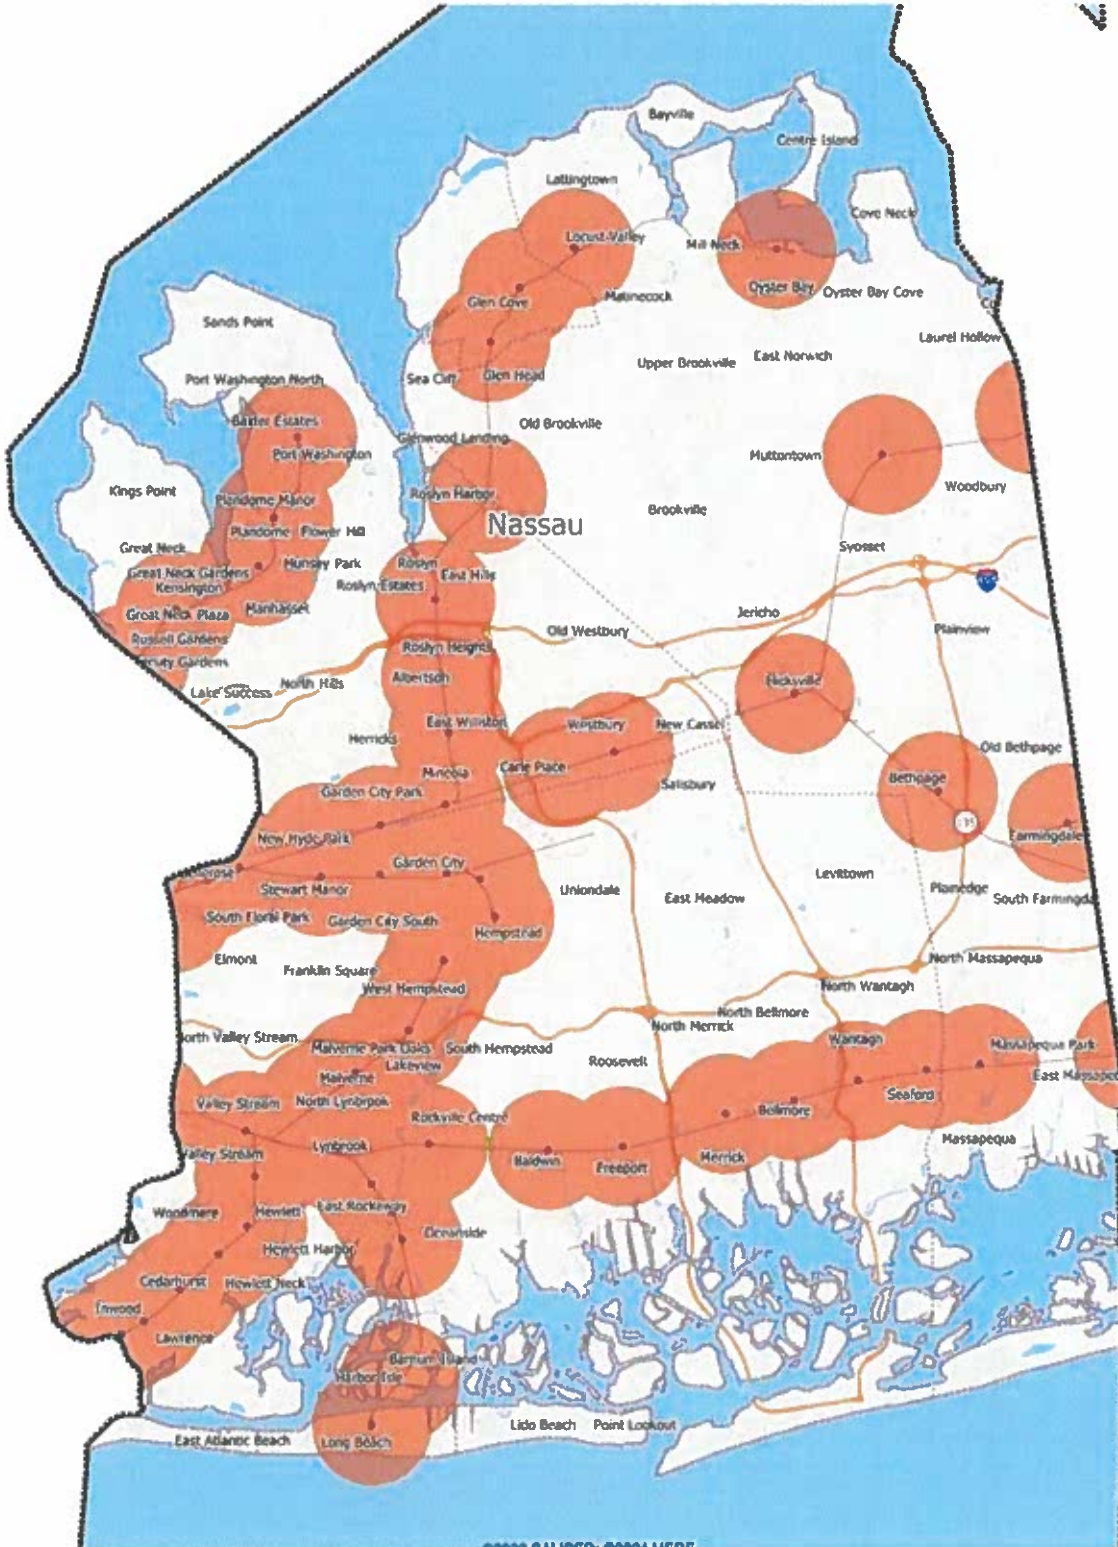 Bayville
Centre Island
Lattingtown
Cove Neck
Locust Valley
Mill Neck
Oyster Bay
Oyster Bay Cove
Matinecock
Glen Cove
Sands Point
Laurel Hollow
Upper Brookville
East Norwich
Port Washington North
Sea Cliff
Glen Head
Baxter Estates
Old Brookville
Glenwood Landing
Port Washington
Muttontown
Kings Point
Roslyn Harbor
Woodbury
Plandome Manor
Brookville
Nassau
Plandome
Flower Hill
Great Neck
Syosset
Munsey Park
Roslyn
East Hills
Great Neck Gardens
Kensington
Roslyn Estates
Manhasset
Great Neck Plaza
Jericho
Old Westbury
Plainview
Russell Gardens
Roslyn Heights
Albertson
Lake Success
North Hills
Hicksville
East Williston
Westbury
New Cassel
Herricks
Old Bethpage
Carle Place
Mineola
Bethpage
Salisbury
Garden City Park
135
Farmingdale
New Hyde Park
Garden City
Levittown
Stewart Manor
Uniondale
East Meadow
Plainedge
South Farmingda
South Floral Park
Garden City South
Hempstead
Elmont
Franklin Square
North Massapequa
West Hempstead
North Wantagh
North Bellmore
North Merrick
orth Valley Stream
Malverne Park Oaks
South Hempstead
Wantagh
Massapequa Park
Roosevelt
Lakeview
Malverne
East Massape
Valley Stream
North Lynbrook
Seaford
Bellmore
Rockville Centre
Massapequa
Lynbrook
Valley Stream
Baldwin
Freeport
Merrick
Woodmere
Hewlett
East Rockaway
Oceanside
Hewlett Harbor
Cedarhurst
Hewlett Neck
Inwood
Lawrence
Barnum Island
Harbor Isle
Lido Beach
Point Lookout
East Atlantic Beach
Long Beach